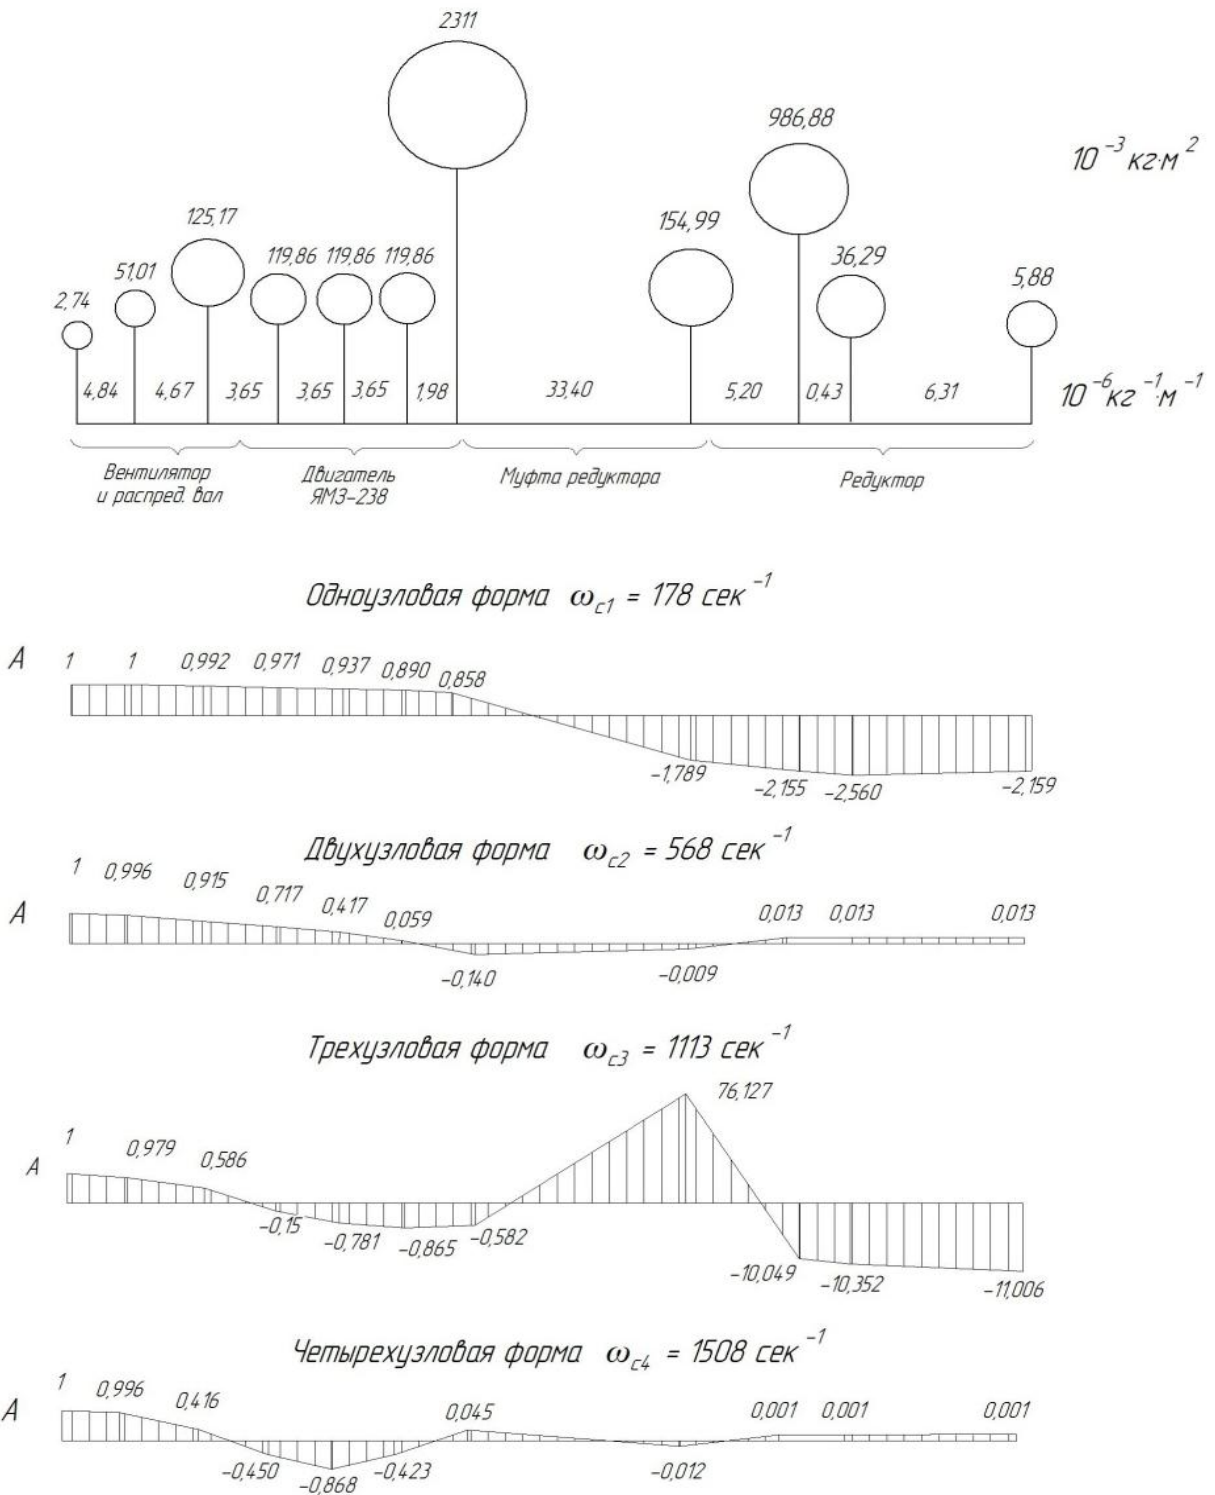 2311
986,88
10⁻³ кг·м²
125,17
154,99
119,86 119,86 119,86
36,29
51,01
5,88
2,74
4,84 4,67 3,65 3,65 3,65 1,98 33,40 5,20 0,43 6,31
10⁻⁶кг⁻¹·м⁻¹
Вентилятор
и распред. вал
Двигатель
ЯМЗ-238
Муфта редуктора
Редуктор
Одноузловая форма ω_c1 = 178 сек⁻¹
A 1 1 0,992 0,971 0,937 0,890 0,858
-1,789 -2,155 -2,560 -2,159
Двухузловая форма ω_c2 = 568 сек⁻¹
A 1 0,996 0,915 0,717 0,417 0,059 0,013 0,013 0,013
-0,140 -0,009
Трехузловая форма ω_c3 = 1113 сек⁻¹
76,127
A 1 0,979 0,586
-0,15 -0,781 -0,865 -0,582
-10,049 -10,352 -11,006
Четырехузловая форма ω_c4 = 1508 сек⁻¹
A 1 0,996 0,416 0,045 0,001 0,001 0,001
-0,450 -0,868 -0,423 -0,012